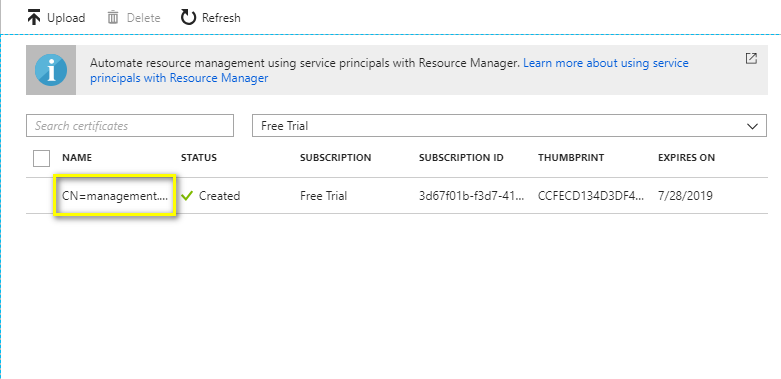 Upload Delete Refresh
Automate resource management using service principals with Resource Manager. Learn more about using service
principals with Resource Manager
Search certificates Free Trial
NAME STATUS SUBSCRIPTION SUBSCRIPTION ID THUMBPRINT EXPIRES ON
CN=management.... Created Free Trial 3d67f01b-f3d7-41... CCFECD134D3DF4... 7/28/2019